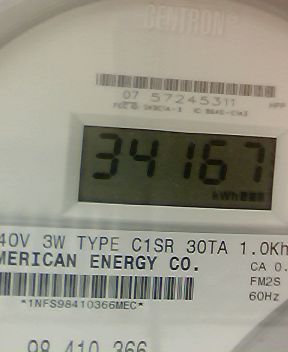 CENTRON®
07 57245311
34167
kWh
40V 3W TYPE C1SR 30TA 1.0Kh
MERICAN ENERGY CO.
CA 0.
FM2S
60Hz
*1NFS98410366MEC*
98 410 366